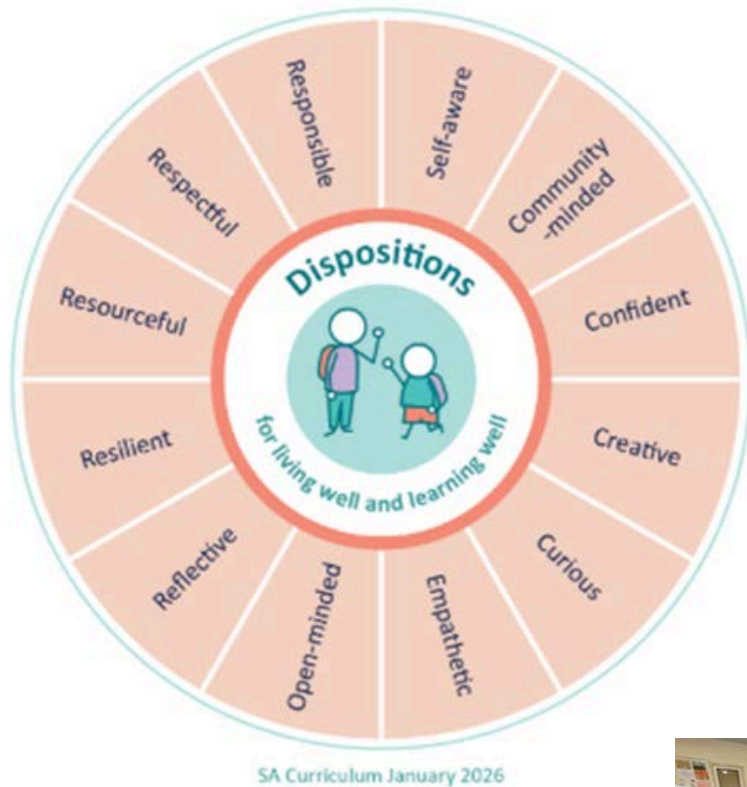 Dispositions
for living well and learning well
Self-aware
Community
-minded
Confident
Creative
Curious
Empathetic
Open-minded
Reflective
Resilient
Resourceful
Respectful
Responsible
SA Curriculum January 2026